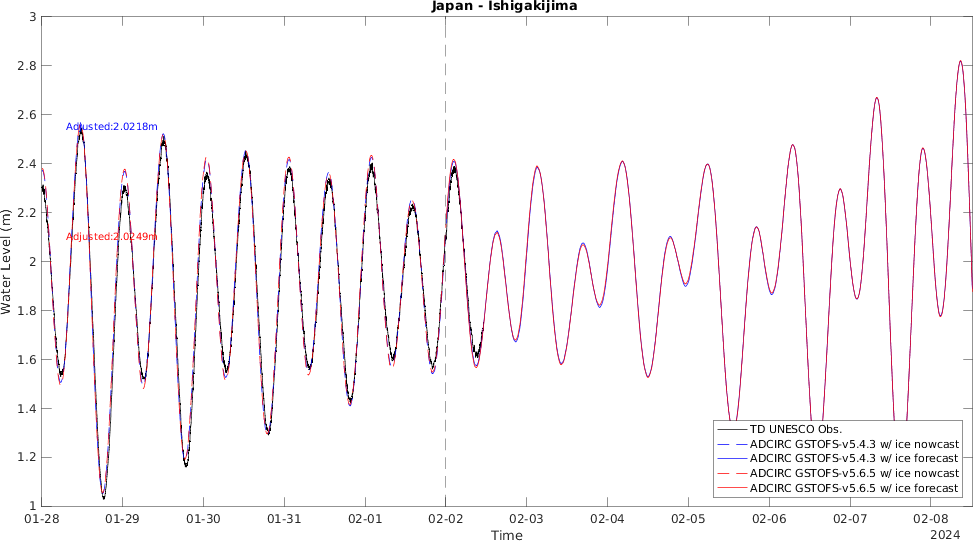 Japan - Ishigakijima
3
2.8
2.6
2.4
2.2
2
1.8
1.6
1.4
1.2
1
Water Level (m)
Adjusted:2.0218m
Adjusted:2.0249m
TD UNESCO Obs.
ADCIRC GSTOFS-v5.4.3 w/ ice nowcast
ADCIRC GSTOFS-v5.4.3 w/ ice forecast
ADCIRC GSTOFS-v5.6.5 w/ ice nowcast
ADCIRC GSTOFS-v5.6.5 w/ ice forecast
01-28 01-29 01-30 01-31 02-01 02-02 02-03 02-04 02-05 02-06 02-07 02-08
Time
2024